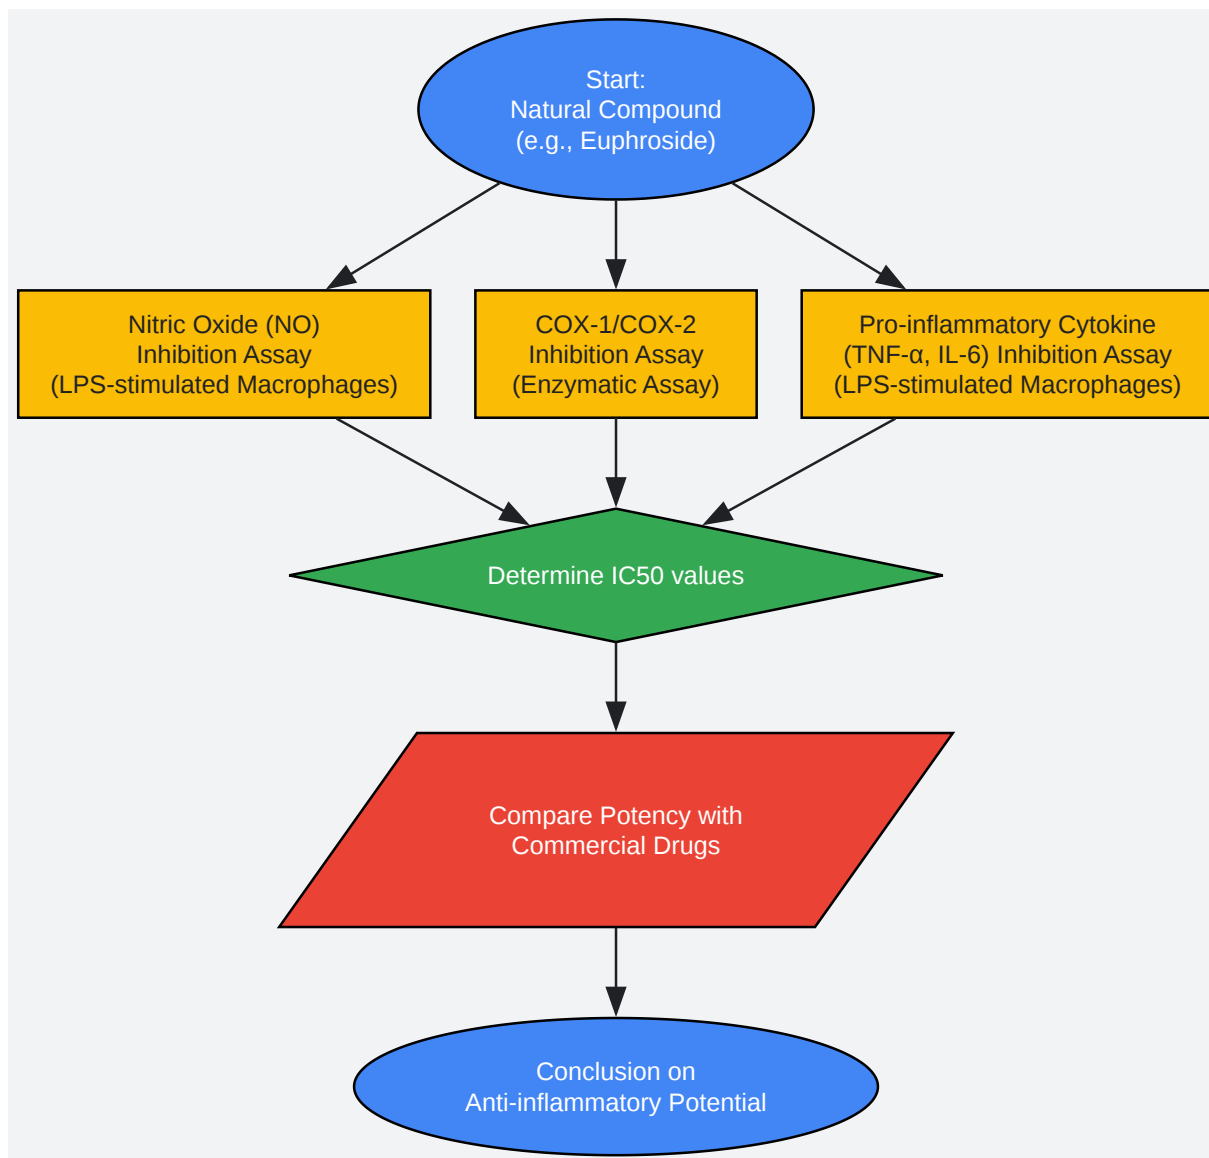 Start:
Natural Compound
(e.g., Euphroside)
Nitric Oxide (NO)
Inhibition Assay
(LPS-stimulated Macrophages)
COX-1/COX-2
Inhibition Assay
(Enzymatic Assay)
Pro-inflammatory Cytokine
(TNF-α, IL-6) Inhibition Assay
(LPS-stimulated Macrophages)
Determine IC50 values
Compare Potency with
Commercial Drugs
Conclusion on
Anti-inflammatory Potential